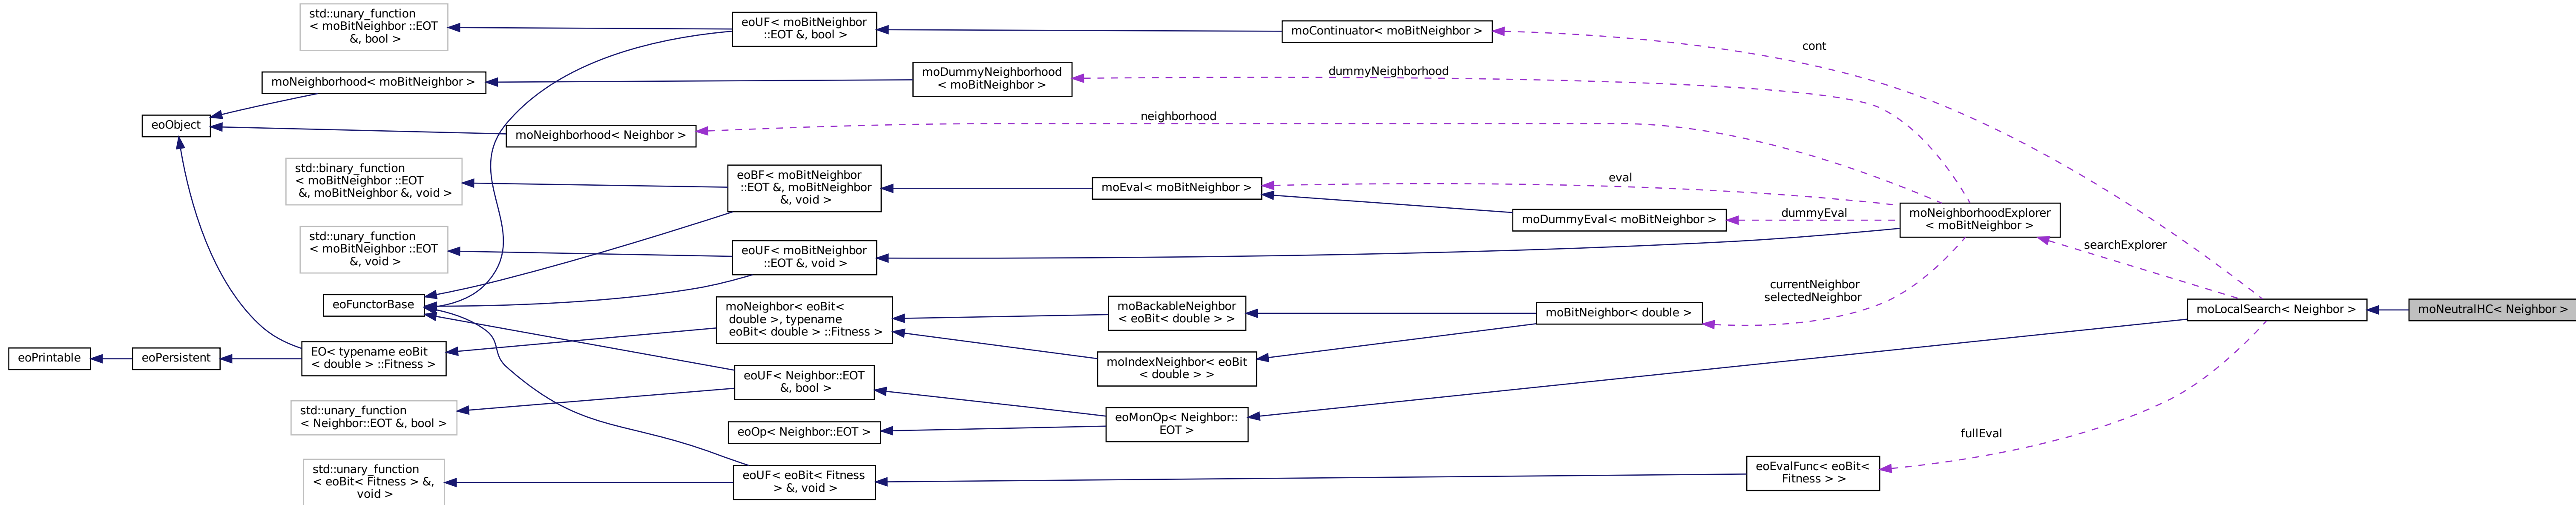 std::unary_function
< moBitNeighbor ::EOT
&, bool >
eoUF< moBitNeighbor
::EOT &, bool >
moContinuator< moBitNeighbor >
cont
moNeighborhood< moBitNeighbor >
moDummyNeighborhood
< moBitNeighbor >
dummyNeighborhood
eoObject
moNeighborhood< Neighbor >
neighborhood
std::binary_function
< moBitNeighbor ::EOT
&, moBitNeighbor &, void >
eoBF< moBitNeighbor
::EOT &, moBitNeighbor
&, void >
moEval< moBitNeighbor >
eval
moDummyEval< moBitNeighbor >
dummyEval
moNeighborhoodExplorer
< moBitNeighbor >
searchExplorer
std::unary_function
< moBitNeighbor ::EOT
&, void >
eoUF< moBitNeighbor
::EOT &, void >
currentNeighbor
selectedNeighbor
eoFunctorBase
moNeighbor< eoBit<
double >, typename
eoBit< double > ::Fitness >
moBackableNeighbor
< eoBit< double > >
moBitNeighbor< double >
moLocalSearch< Neighbor >
moNeutralHC< Neighbor >
eoPrintable
eoPersistent
EO< typename eoBit
< double > ::Fitness >
moIndexNeighbor< eoBit
< double > >
eoUF< Neighbor::EOT
&, bool >
std::unary_function
< Neighbor::EOT &, bool >
eoOp< Neighbor::EOT >
eoMonOp< Neighbor::
EOT >
fullEval
std::unary_function
< eoBit< Fitness > &,
void >
eoUF< eoBit< Fitness
> &, void >
eoEvalFunc< eoBit<
Fitness > >